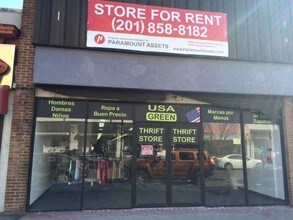 STORE FOR RENT
(201) 858-8182
PARAMOUNT ASSETS
Hombres
Damas
Niños
Ropa a
Buen Precio
USA
GREEN
THRIFT
STORE
THRIFT
STORE
Marcas por
Menos
Zapatos